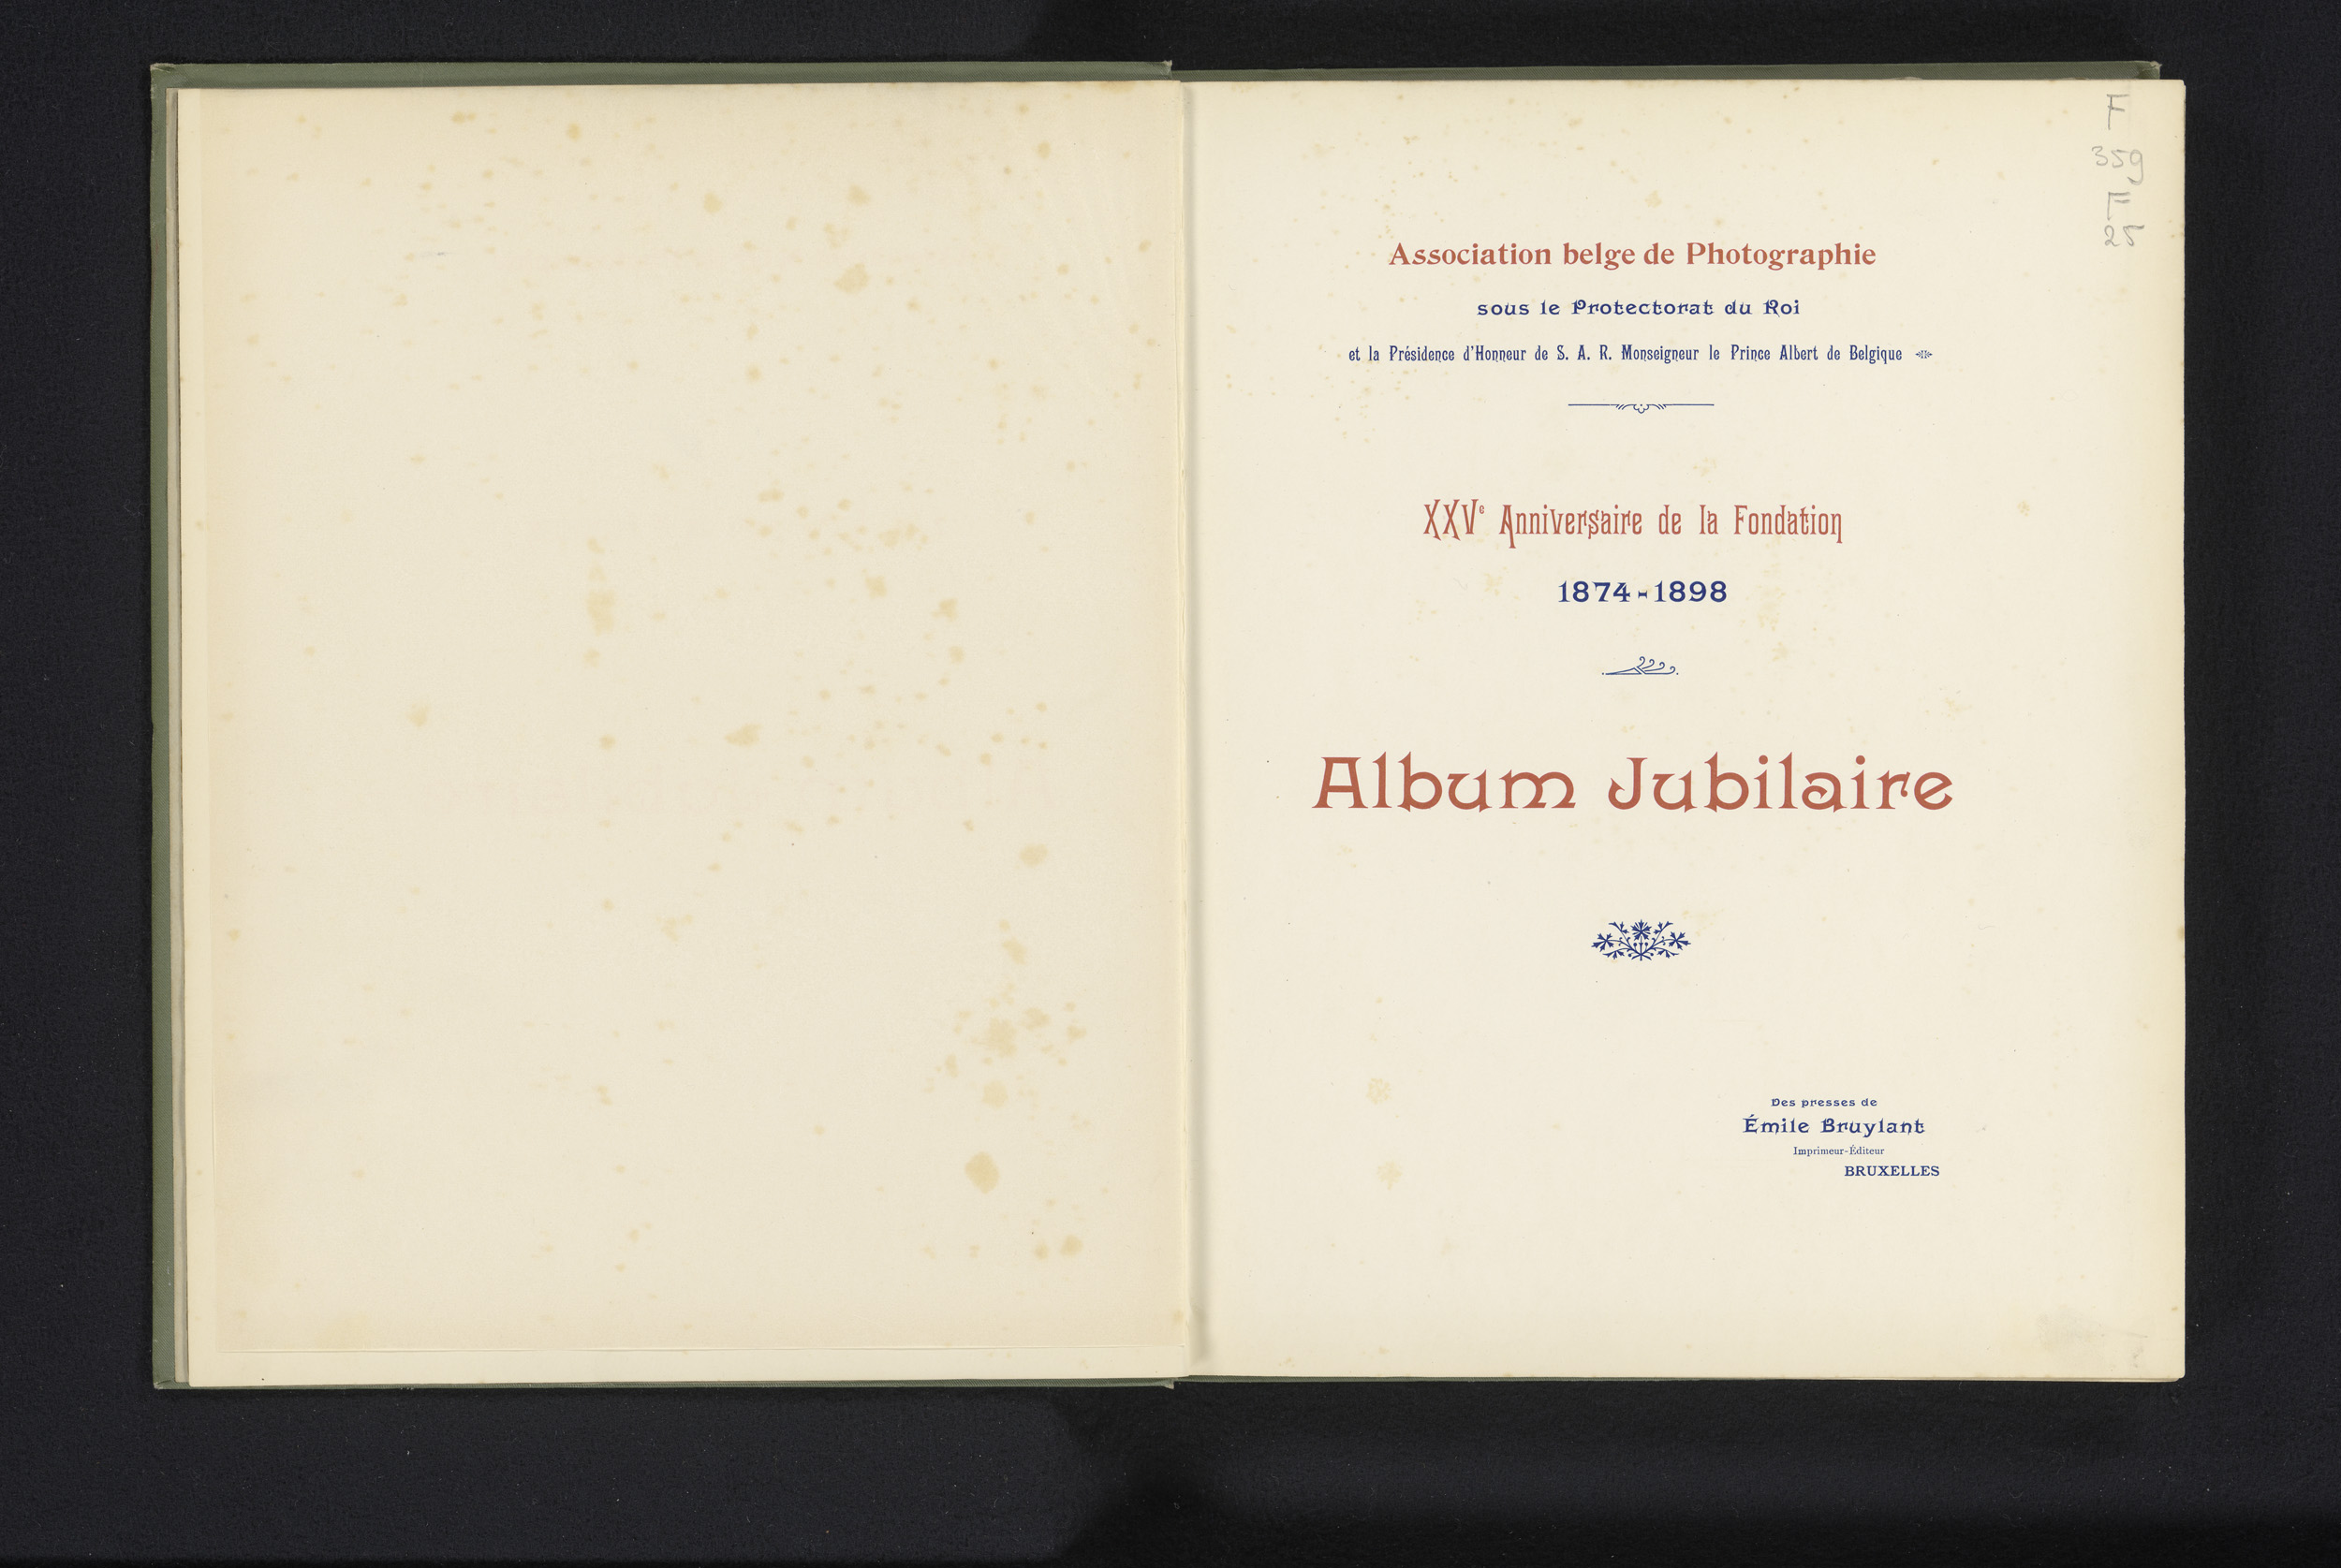 F
359
F
25
Association belge de Photographie
sous le Protectorat du Roi
et la Présidence d'Honneur de S. A. R. Monseigneur le Prince Albert de Belgique
XXVe Anniversaire de la Fondation
1874-1898
Album Jubilaire
Des presses de
Émile Bruylant
Imprimeur-Éditeur
BRUXELLES